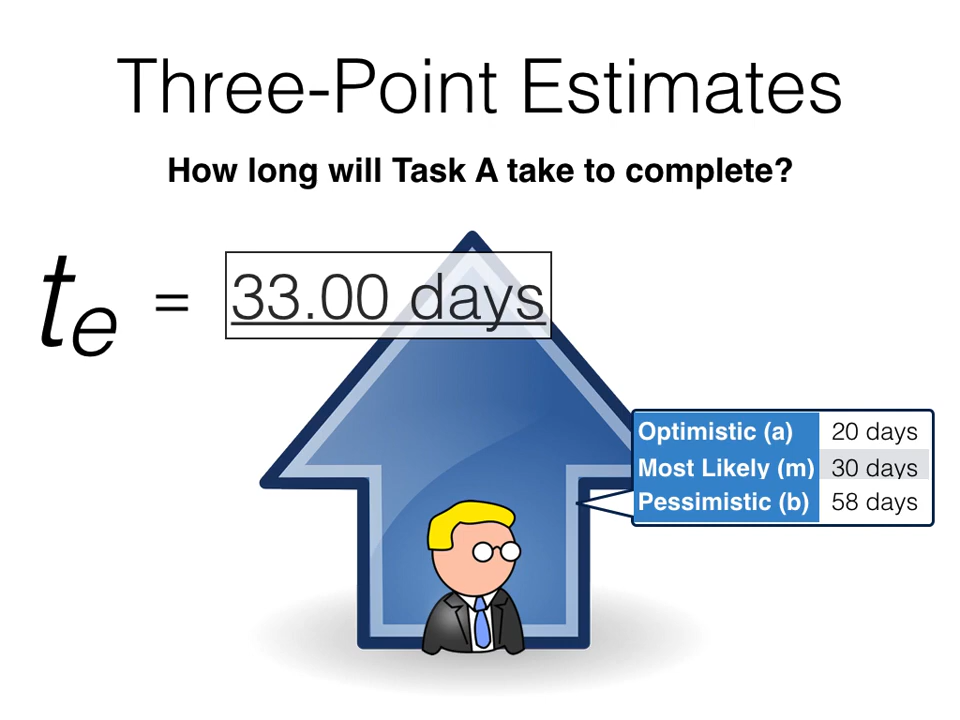 Three-Point Estimates
How long will Task A take to complete?
te = 33.00 days
Optimistic (a) 20 days
Most Likely (m) 30 days
Pessimistic (b) 58 days